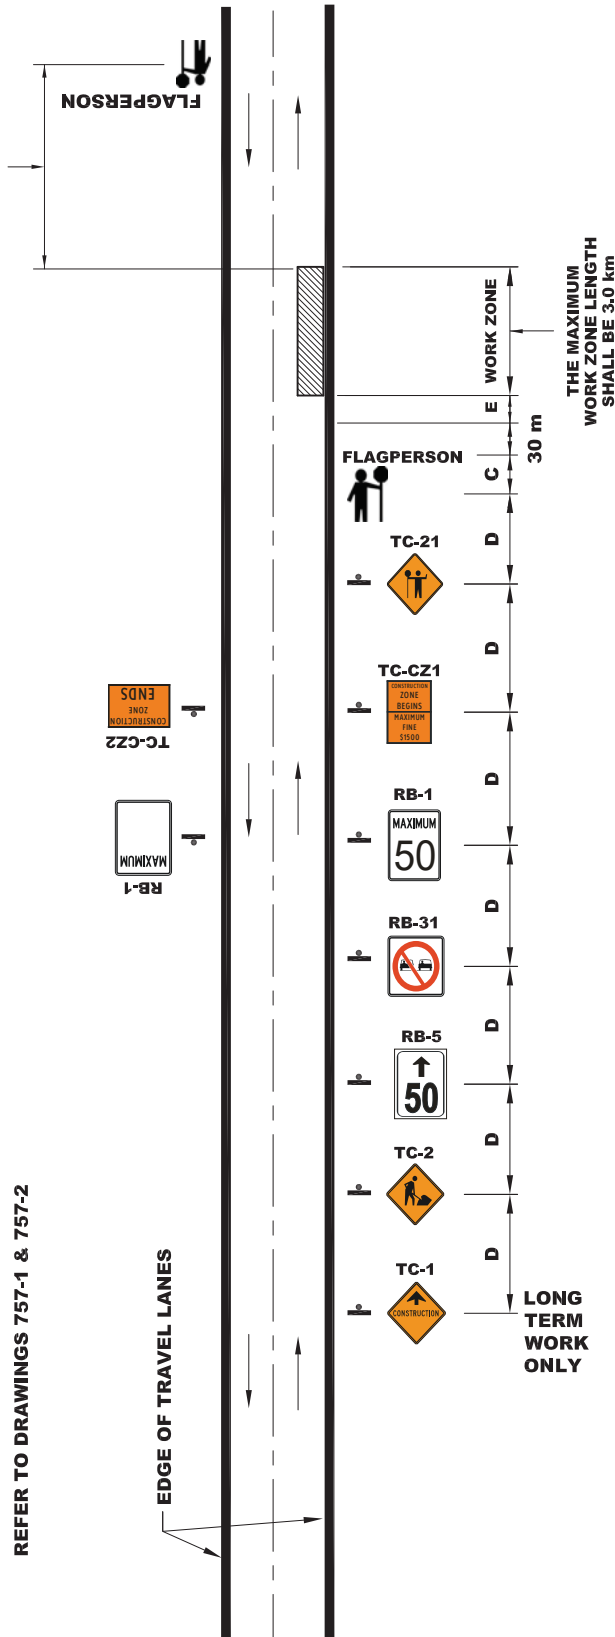 FLAGPERSON
THE MAXIMUM
WORK ZONE LENGTH
SHALL BE 3.0 km
WORK ZONE
E
30 m
FLAGPERSON
C
D
TC-21
D
TC-CZ1
CONSTRUCTION
ZONE
BEGINS
MAXIMUM
FINE
$1500
TC-CZ2
CONSTRUCTION
ZONE
ENDS
D
RB-1
MAXIMUM
50
RB-1
MAXIMUM
D
RB-31
D
RB-5
50
D
TC-2
D
TC-1
CONSTRUCTION
LONG
TERM
WORK
ONLY
EDGE OF TRAVEL LANES
REFER TO DRAWINGS 757-1 & 757-2